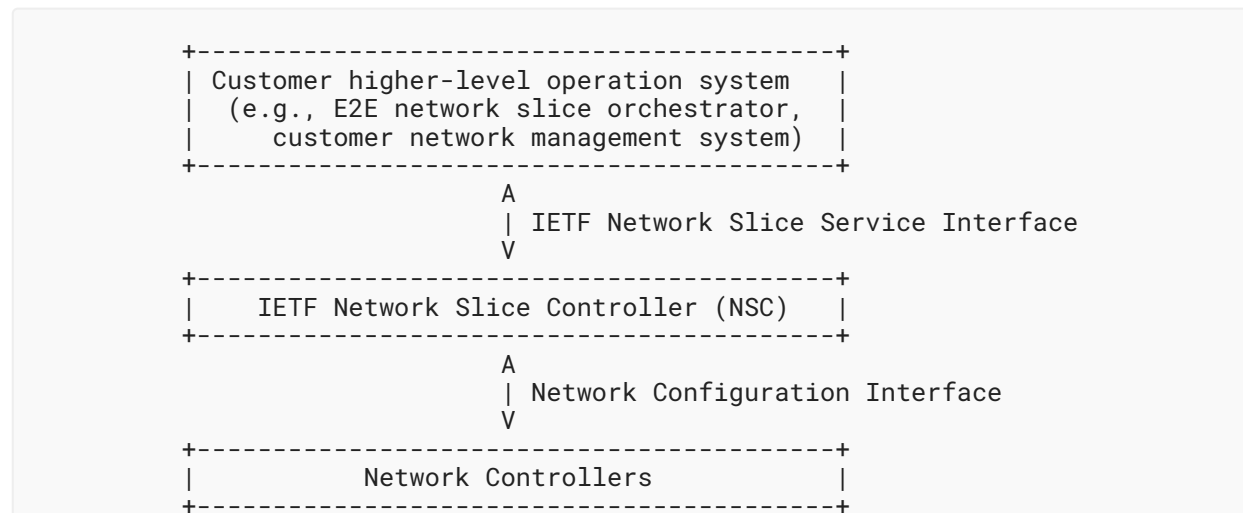 +------------------------------------------+
| Customer higher-level operation system   |
|  (e.g., E2E network slice orchestrator,  |
|     customer network management system)  |
+------------------------------------------+
                     A
                     | IETF Network Slice Service Interface
                     V
+------------------------------------------+
|    IETF Network Slice Controller (NSC)   |
+------------------------------------------+
                     A
                     | Network Configuration Interface
                     V
+------------------------------------------+
|           Network Controllers            |
+------------------------------------------+